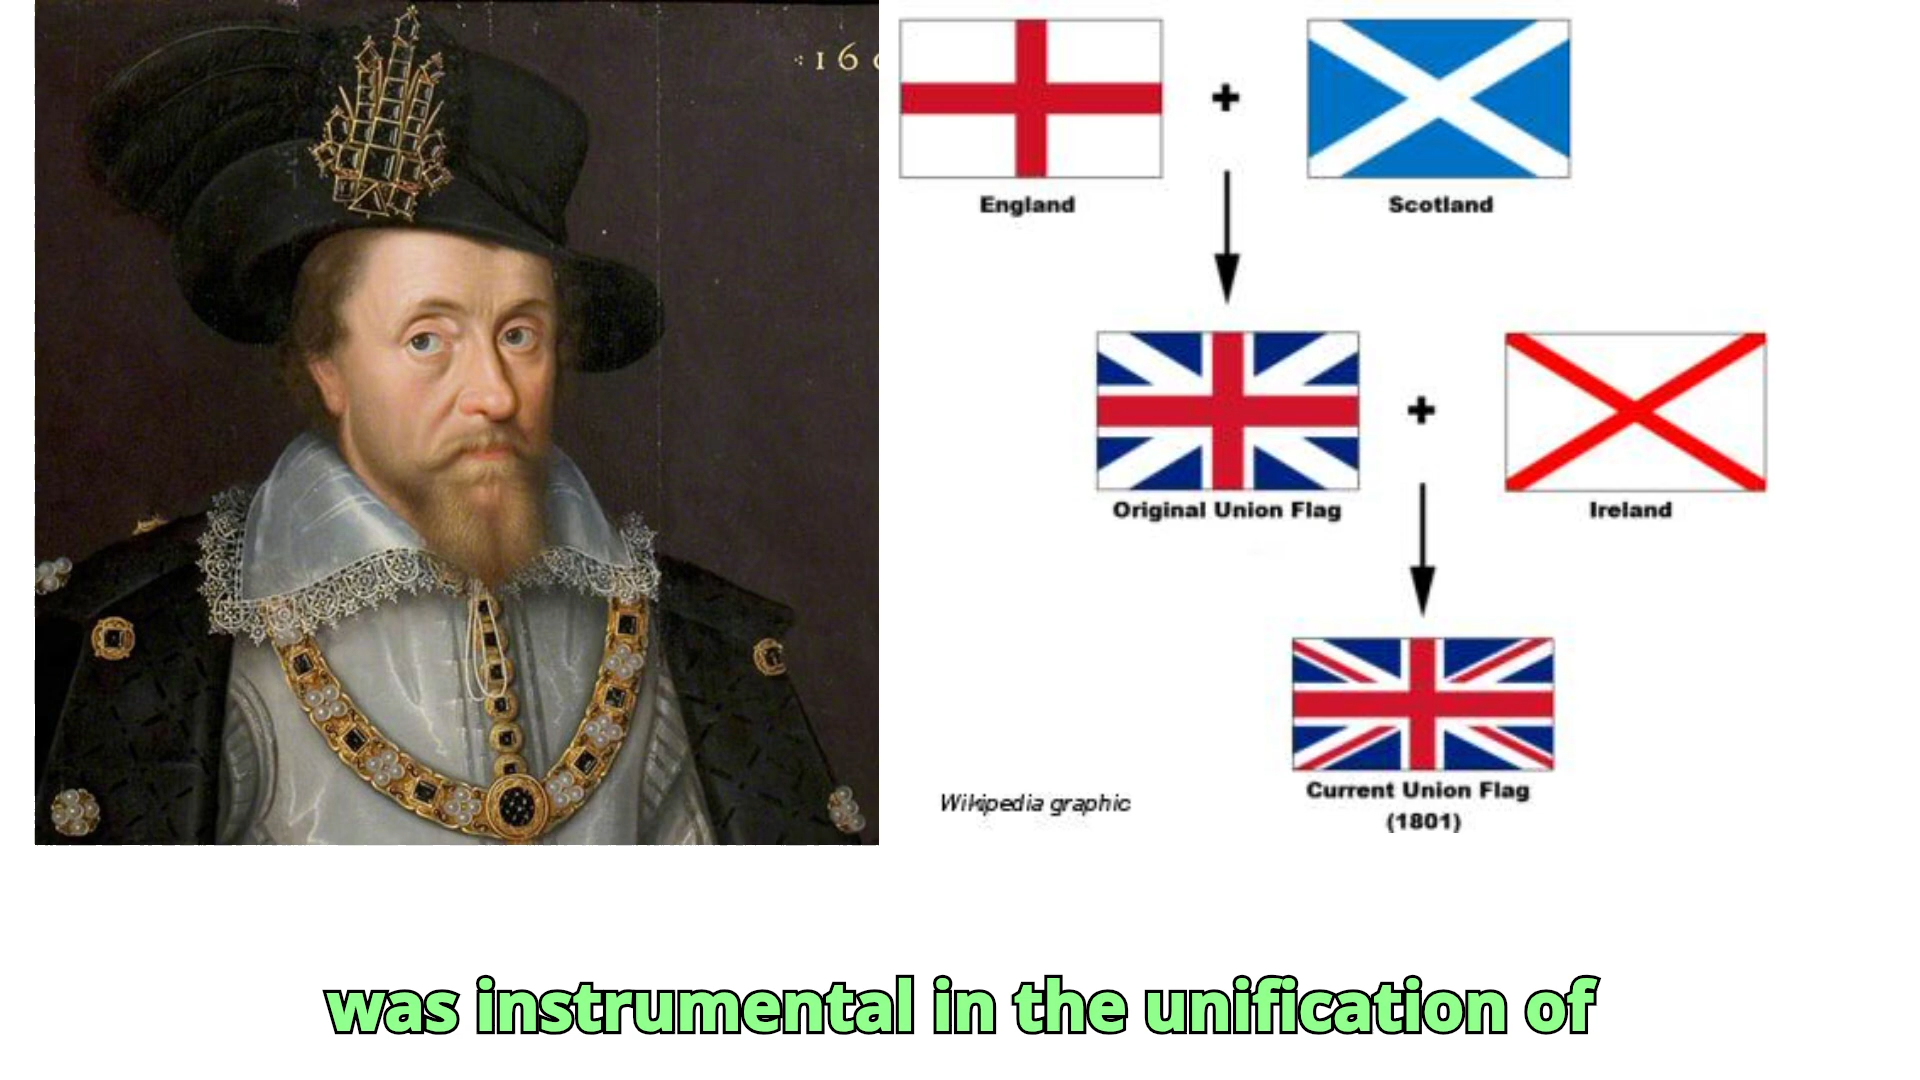 :16
England
+
Scotland
Original Union Flag
+
Ireland
Current Union Flag
(1801)
Wikipedia graphic
was instrumental in the unification of